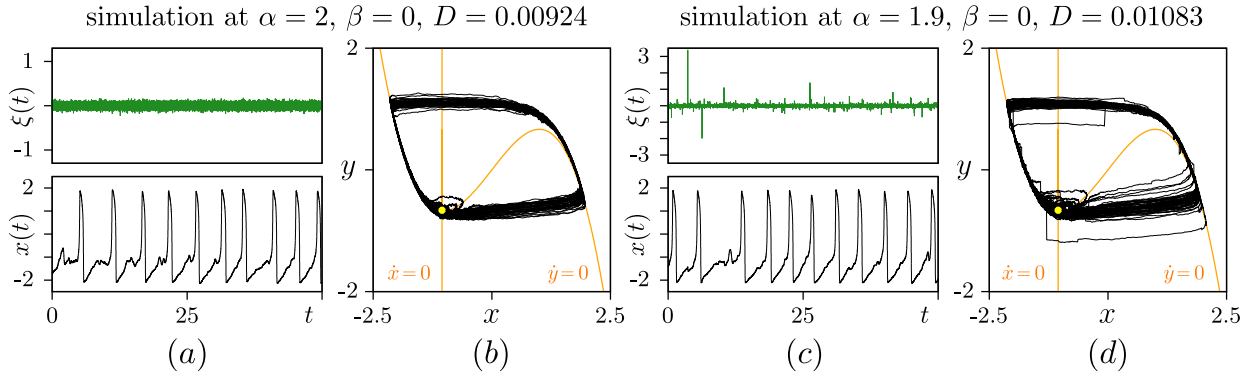 simulation at α = 2, β = 0, D = 0.00924
simulation at α = 1.9, β = 0, D = 0.01083
ξ(t)
1
0
-1
x(t)
2
-2
0
25
t
(a)
y
2
-2
ẋ=0
ẏ=0
-2.5
x
2.5
(b)
ξ(t)
3
0
-3
x(t)
2
-2
0
25
t
(c)
y
2
-2
ẋ=0
ẏ=0
-2.5
x
2.5
(d)